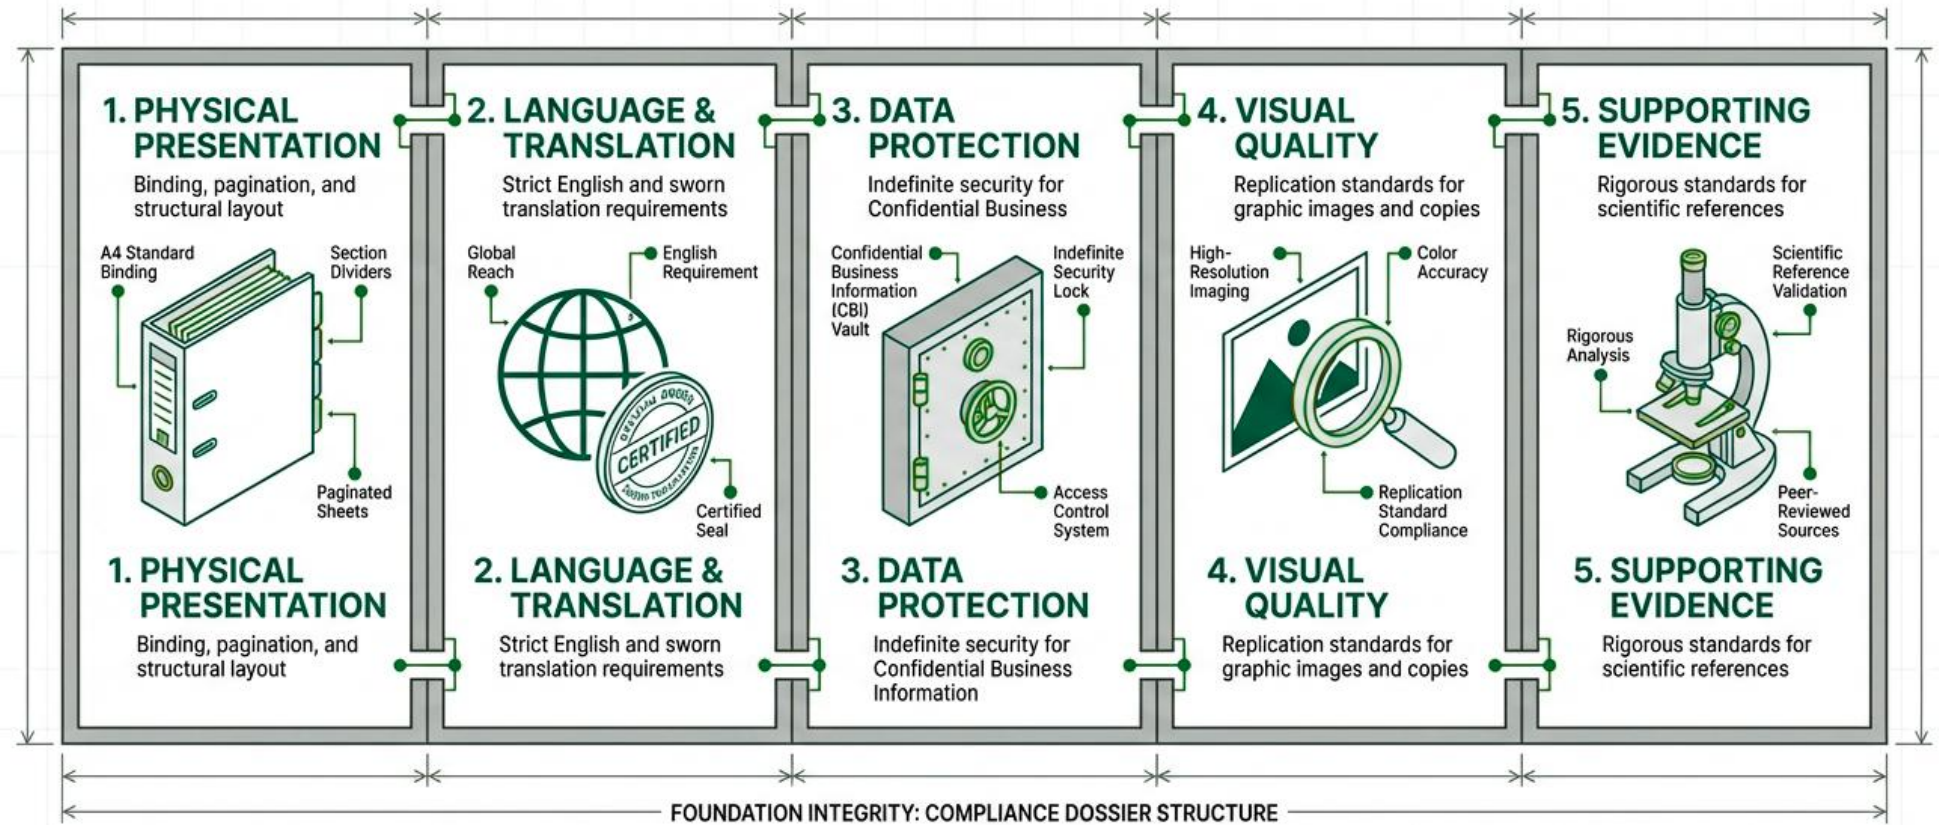 1. PHYSICAL
PRESENTATION
Binding, pagination, and
structural layout
A4 Standard
Binding
Section
Dividers
Paginated
Sheets
1. PHYSICAL
PRESENTATION
Binding, pagination, and
structural layout
2. LANGUAGE &
TRANSLATION
Strict English and sworn
translation requirements
Global
Reach
English
Requirement
CERTIFIED
Certified
Seal
2. LANGUAGE &
TRANSLATION
Strict English and sworn
translation requirements
3. DATA
PROTECTION
Indefinite security for
Confidential Business
Confidential
Business
Information
(CBI)
Vault
Indefinite
Security
Lock
Access
Control
System
3. DATA
PROTECTION
Indefinite security for
Confidential Business
Information
4. VISUAL
QUALITY
Replication standards for
graphic images and copies
High-
Resolution
Imaging
Color
Accuracy
Replication
Standard
Compliance
4. VISUAL
QUALITY
Replication standards for
graphic images and copies
5. SUPPORTING
EVIDENCE
Rigorous standards for
scientific references
Scientific
Reference
Validation
Rigorous
Analysis
Peer-
Reviewed
Sources
5. SUPPORTING
EVIDENCE
Rigorous standards for
scientific references
FOUNDATION INTEGRITY: COMPLIANCE DOSSIER STRUCTURE